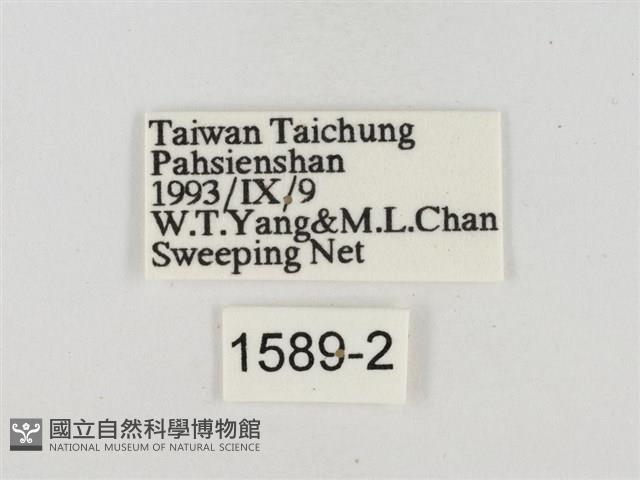 Taiwan Taichung
Pahsienshan
1993/IX/9
W.T.Yang&M.L.Chan
Sweeping Net
1589-2
國立自然科學博物館
NATIONAL MUSEUM OF NATURAL SCIENCE